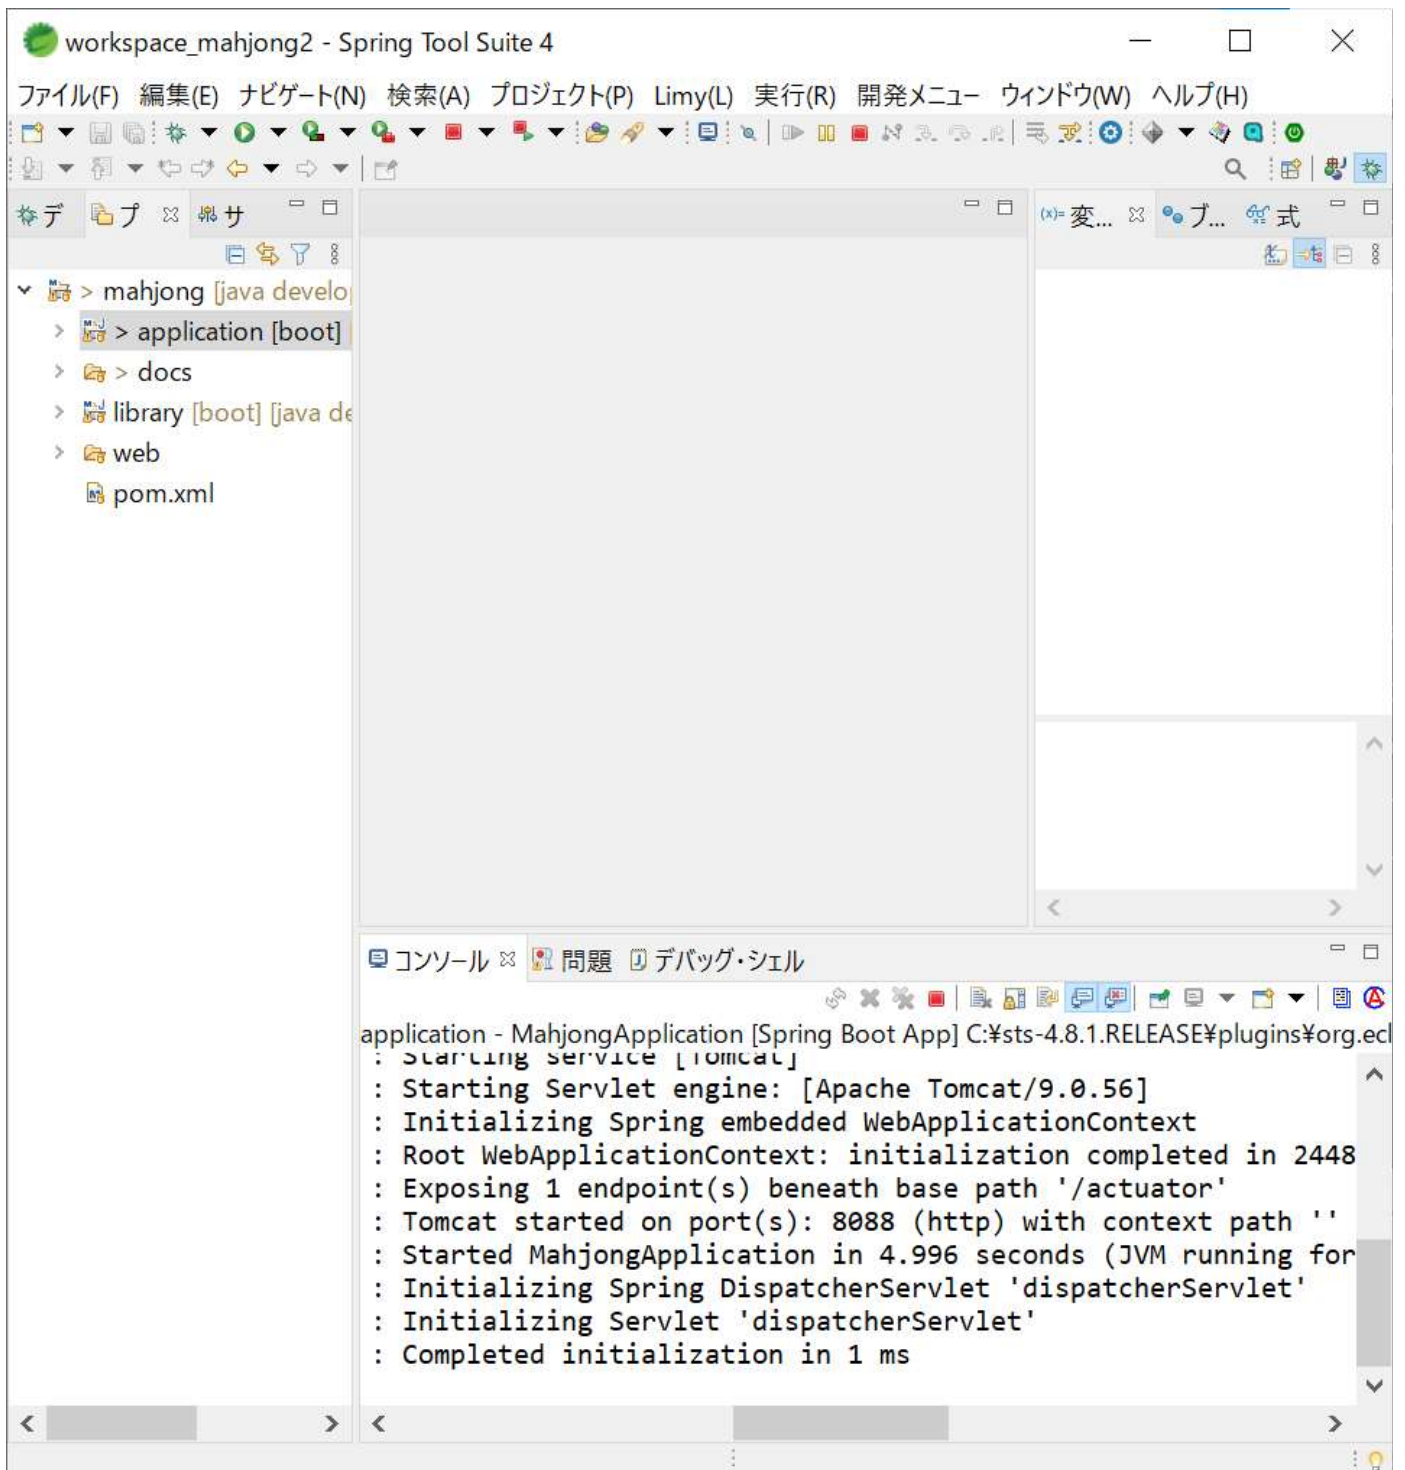 workspace_mahjong2 - Spring Tool Suite 4
ファイル(F) 編集(E) ナビゲート(N) 検索(A) プロジェクト(P) Limy(L) 実行(R) 開発メニュー ウィンドウ(W) ヘルプ(H)
デ プ サ
(x)= 変... ブ... 式
> mahjong [java develo
> application [boot]
> docs
library [boot] [java de
web
pom.xml
コンソール 問題 デバッグ・シェル
application - MahjongApplication [Spring Boot App] C:¥sts-4.8.1.RELEASE¥plugins¥org.ecl
: Starting service [Tomcat]
: Starting Servlet engine: [Apache Tomcat/9.0.56]
: Initializing Spring embedded WebApplicationContext
: Root WebApplicationContext: initialization completed in 2448
: Exposing 1 endpoint(s) beneath base path '/actuator'
: Tomcat started on port(s): 8088 (http) with context path ''
: Started MahjongApplication in 4.996 seconds (JVM running for
: Initializing Spring DispatcherServlet 'dispatcherServlet'
: Initializing Servlet 'dispatcherServlet'
: Completed initialization in 1 ms